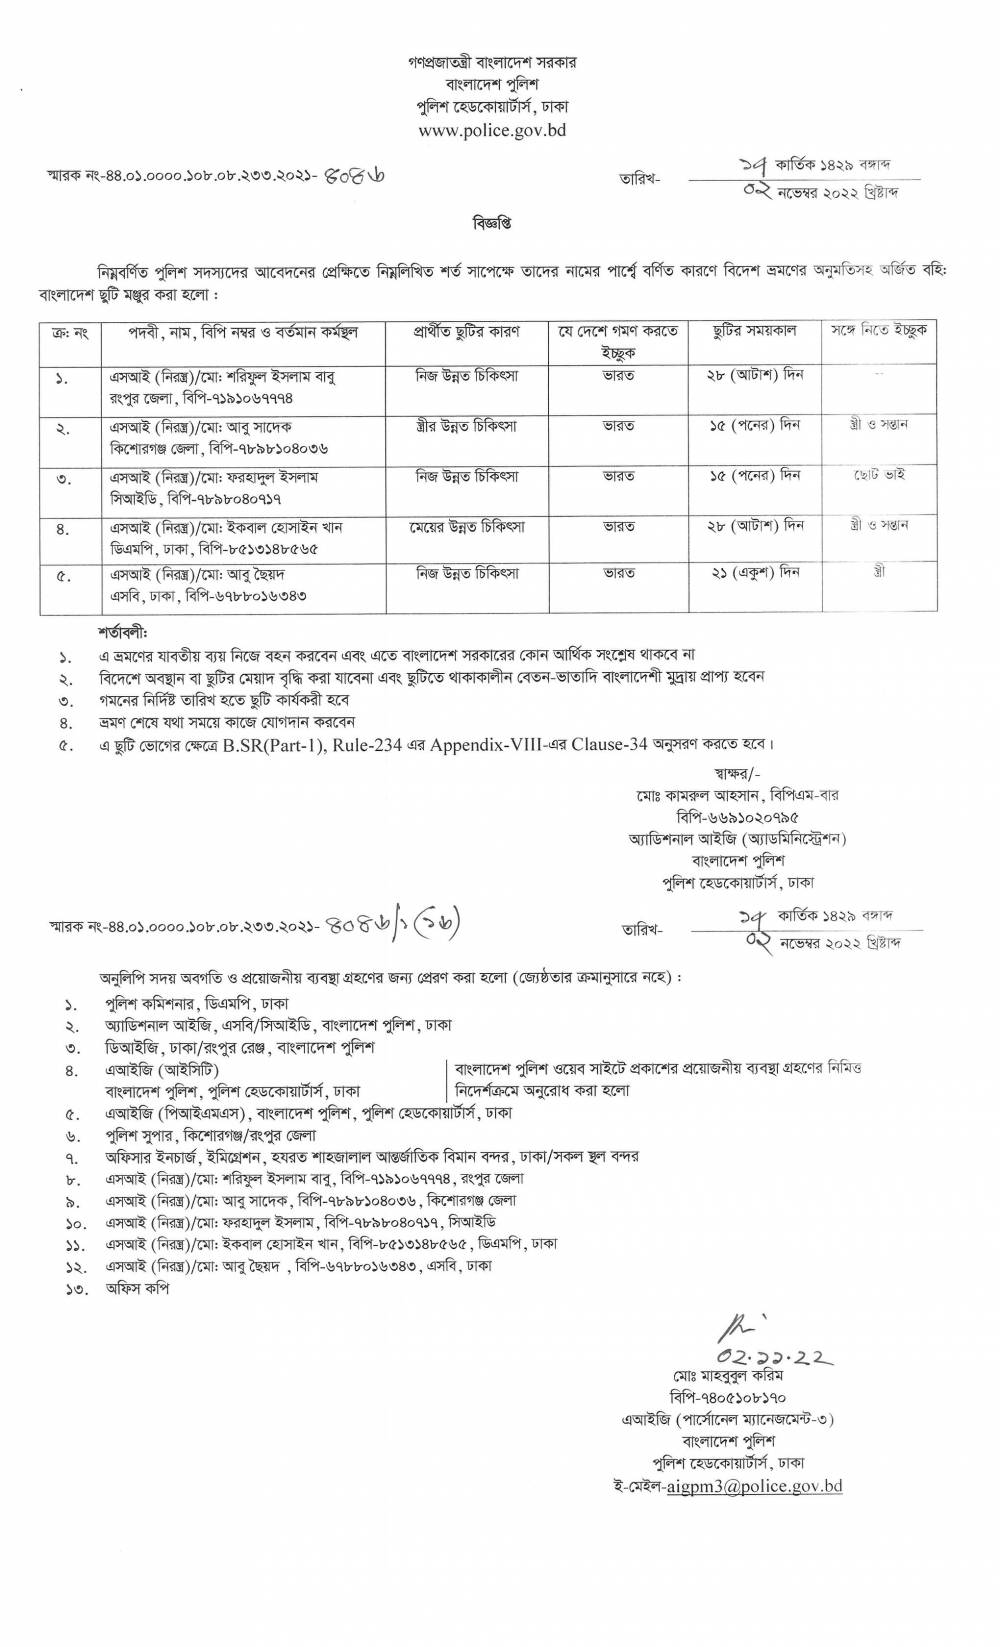 গণপ্রজাতন্ত্রী বাংলাদেশ সরকার
বাংলাদেশ পুলিশ
পুলিশ হেডকোয়ার্টার্স, ঢাকা
www.police.gov.bd
স্মারক নং-৪৪.০১.০০০০.১০৮.০৮.২৩৩.২০২১- ৪০৪৬
তারিখ-
১৭ কার্তিক ১৪২৯ বঙ্গাব্দ
০২ নভেম্বর ২০২২ খ্রিষ্টাব্দ
বিজ্ঞপ্তি
নিম্নবর্ণিত পুলিশ সদস্যদের আবেদনের প্রেক্ষিতে নিম্নলিখিত শর্ত সাপেক্ষে তাদের নামের পার্শ্বে বর্ণিত কারণে বিদেশ ভ্রমণের অনুমতিসহ অর্জিত বহি:
বাংলাদেশ ছুটি মঞ্জুর করা হলো :
ক্র: নং পদবী, নাম, বিপি নম্বর ও বর্তমান কর্মস্থল প্রার্থীত ছুটির কারণ যে দেশে গমণ করতে ছুটির সময়কাল সঙ্গে নিতে ইচ্ছুক
ইচ্ছুক
১. এসআই (নিরস্ত্র)/মো: শরিফুল ইসলাম বাবু নিজ উন্নত চিকিৎসা ভারত ২৮ (আটাশ) দিন --
রংপুর জেলা, বিপি-৭১৯১০৬৭৭৭৪
২. এসআই (নিরস্ত্র)/মো: আবু সাদেক স্ত্রীর উন্নত চিকিৎসা ভারত ১৫ (পনের) দিন স্ত্রী ও সন্তান
কিশোরগঞ্জ জেলা, বিপি-৭৮৯৮১০৪০৩৬
৩. এসআই (নিরস্ত্র)/মো: ফরহাদুল ইসলাম নিজ উন্নত চিকিৎসা ভারত ১৫ (পনের) দিন ছোট ভাই
সিআইডি, বিপি-৭৮৯৮০৪০৭১৭
৪. এসআই (নিরস্ত্র)/মো: ইকবাল হোসাইন খান মেয়ের উন্নত চিকিৎসা ভারত ২৮ (আটাশ) দিন স্ত্রী ও সন্তান
ডিএমপি, ঢাকা, বিপি-৮৫১৩১৪৮৫৬৫
৫. এসআই (নিরস্ত্র)/মো: আবু ছৈয়দ নিজ উন্নত চিকিৎসা ভারত ২১ (একুশ) দিন স্ত্রী
এসবি, ঢাকা, বিপি-৬৭৮৮০১৬৩৪৩
শর্তাবলী:
১. এ ভ্রমণের যাবতীয় ব্যয় নিজে বহন করবেন এবং এতে বাংলাদেশ সরকারের কোন আর্থিক সংশ্লেষ থাকবে না
২. বিদেশে অবস্থান বা ছুটির মেয়াদ বৃদ্ধি করা যাবেনা এবং ছুটিতে থাকাকালীন বেতন-ভাতাদি বাংলাদেশী মুদ্রায় প্রাপ্য হবেন
৩. গমনের নির্দিষ্ট তারিখ হতে ছুটি কার্যকরী হবে
৪. ভ্রমণ শেষে যথা সময়ে কাজে যোগদান করবেন
৫. এ ছুটি ভোগের ক্ষেত্রে B.SR(Part-1), Rule-234 এর Appendix-VIII-এর Clause-34 অনুসরণ করতে হবে।
স্বাক্ষর/-
মোঃ কামরুল আহসান, বিপিএম-বার
বিপি-৬৬৯১০২০৭৯৫
অ্যাডিশনাল আইজি (অ্যাডমিনিস্ট্রেশন)
বাংলাদেশ পুলিশ
পুলিশ হেডকোয়ার্টার্স, ঢাকা
স্মারক নং-৪৪.০১.০০০০.১০৮.০৮.২৩৩.২০২১- ৪০৪৬/১(১৬)
তারিখ-
১৭ কার্তিক ১৪২৯ বঙ্গাব্দ
০২ নভেম্বর ২০২২ খ্রিষ্টাব্দ
অনুলিপি সদয় অবগতি ও প্রয়োজনীয় ব্যবস্থা গ্রহণের জন্য প্রেরণ করা হলো (জ্যেষ্ঠতার ক্রমানুসারে নহে) :
১. পুলিশ কমিশনার, ডিএমপি, ঢাকা
২. অ্যাডিশনাল আইজি, এসবি/সিআইডি, বাংলাদেশ পুলিশ, ঢাকা
৩. ডিআইজি, ঢাকা/রংপুর রেঞ্জ, বাংলাদেশ পুলিশ
৪. এআইজি (আইসিটি) বাংলাদেশ পুলিশ ওয়েব সাইটে প্রকাশের প্রয়োজনীয় ব্যবস্থা গ্রহণের নিমিত্ত
বাংলাদেশ পুলিশ, পুলিশ হেডকোয়ার্টার্স, ঢাকা নিদের্শক্রমে অনুরোধ করা হলো
৫. এআইজি (পিআইএমএস), বাংলাদেশ পুলিশ, পুলিশ হেডকোয়ার্টার্স, ঢাকা
৬. পুলিশ সুপার, কিশোরগঞ্জ/রংপুর জেলা
৭. অফিসার ইনচার্জ, ইমিগ্রেশন, হযরত শাহজালাল আন্তর্জাতিক বিমান বন্দর, ঢাকা/সকল স্থল বন্দর
৮. এসআই (নিরস্ত্র)/মো: শরিফুল ইসলাম বাবু, বিপি-৭১৯১০৬৭৭৭৪, রংপুর জেলা
৯. এসআই (নিরস্ত্র)/মো: আবু সাদেক, বিপি-৭৮৯৮১০৪০৩৬, কিশোরগঞ্জ জেলা
১০. এসআই (নিরস্ত্র)/মো: ফরহাদুল ইসলাম, বিপি-৭৮৯৮০৪০৭১৭, সিআইডি
১১. এসআই (নিরস্ত্র)/মো: ইকবাল হোসাইন খান, বিপি-৮৫১৩১৪৮৫৬৫, ডিএমপি, ঢাকা
১২. এসআই (নিরস্ত্র)/মো: আবু ছৈয়দ , বিপি-৬৭৮৮০১৬৩৪৩, এসবি, ঢাকা
১৩. অফিস কপি
০২.১১.২২
মোঃ মাহবুবুল করিম
বিপি-৭৪০৫১০৮১৭০
এআইজি (পার্সোনেল ম্যানেজমেন্ট-৩)
বাংলাদেশ পুলিশ
পুলিশ হেডকোয়ার্টার্স, ঢাকা
ই-মেইল-aigpm3@police.gov.bd